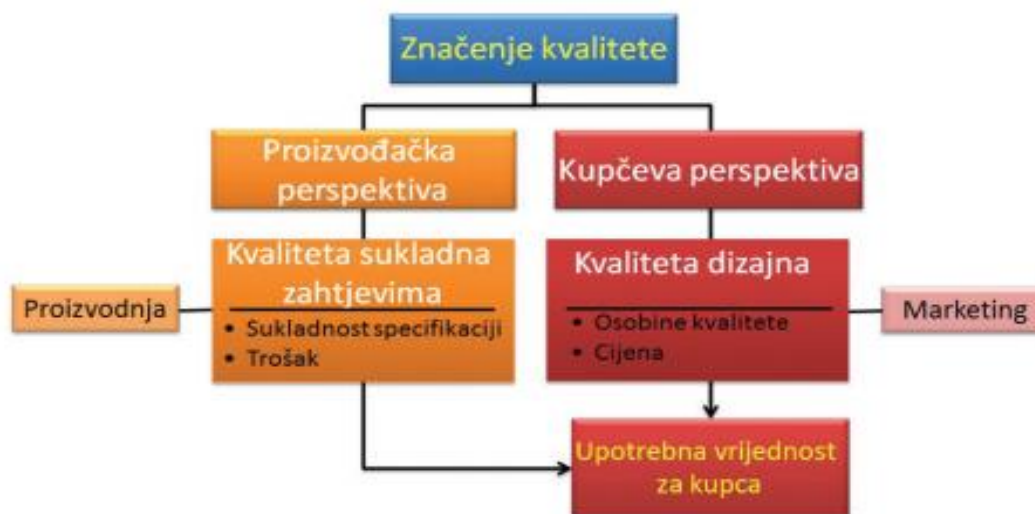 Značenje kvalitete
Proizvođačka
perspektiva
Kupčeva perspektiva
Kvaliteta sukladna
zahtjevima
• Sukladnost specifikaciji
• Trošak
Kvaliteta dizajna
• Osobine kvalitete
• Cijena
Proizvodnja
Marketing
Upotrebna vrijednost
za kupca